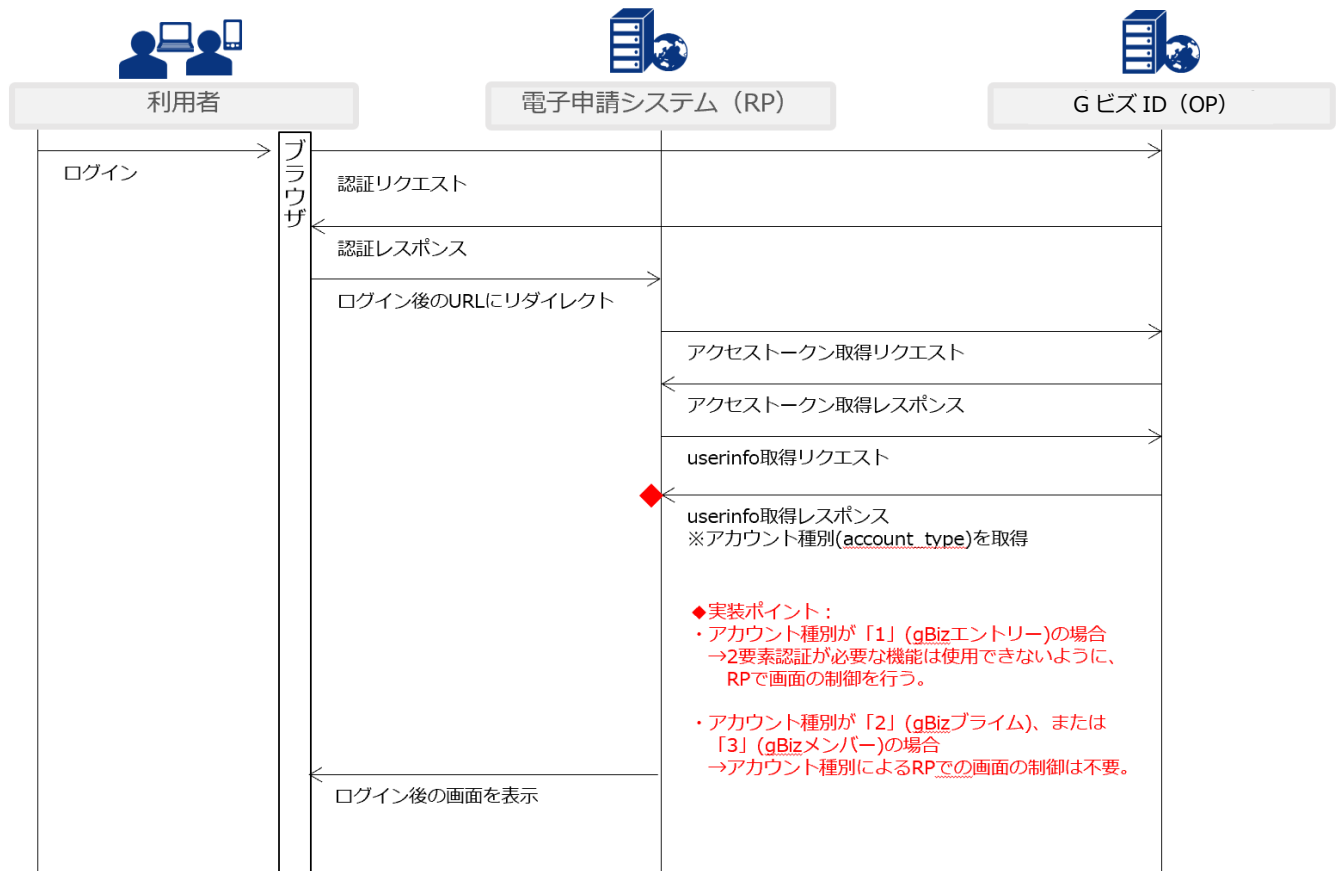 利用者
電子申請システム（RP）
GビズID（OP）
ブラウザ
ログイン
認証リクエスト
認証レスポンス
ログイン後のURLにリダイレクト
アクセストークン取得リクエスト
アクセストークン取得レスポンス
userinfo取得リクエスト
userinfo取得レスポンス
※アカウント種別(account_type)を取得
◆実装ポイント：
・アカウント種別が「1」(gBizエントリー)の場合
→2要素認証が必要な機能は使用できないように、
RPで画面の制御を行う。
・アカウント種別が「2」(gBizブライム)、または
「3」(gBizメンバー)の場合
→アカウント種別によるRPでの画面の制御は不要。
ログイン後の画面を表示